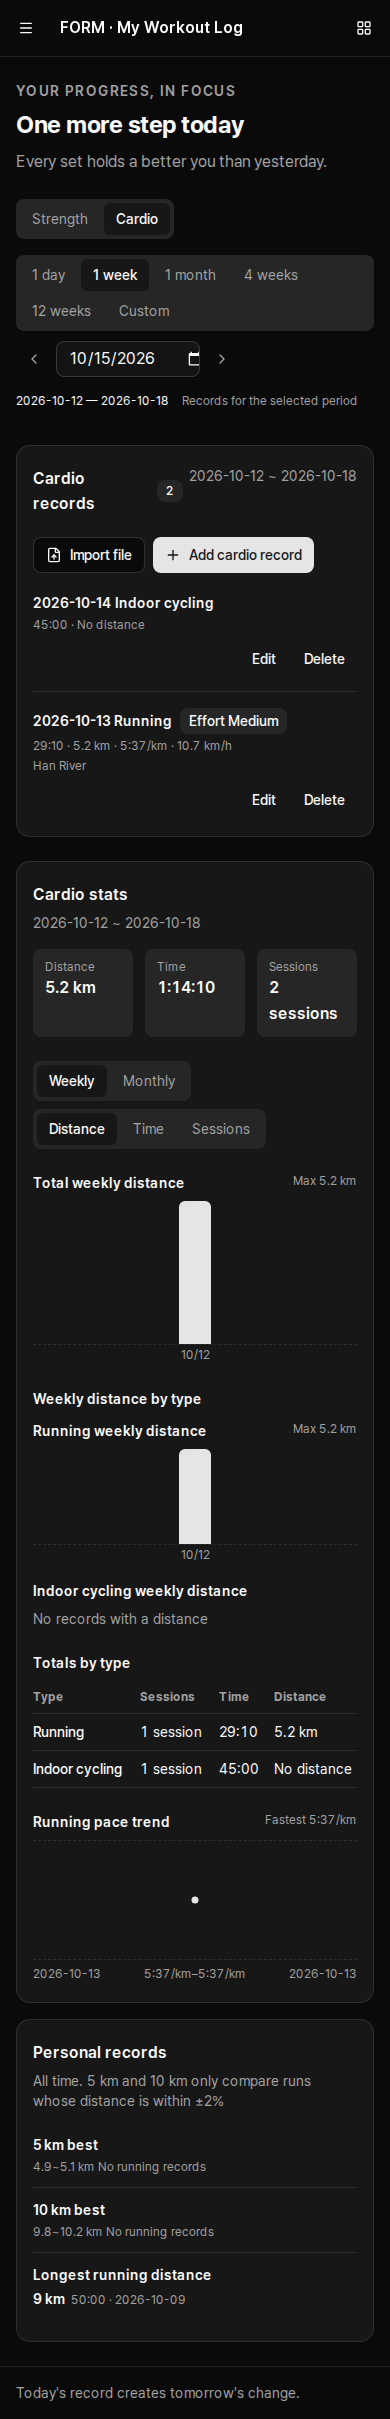 FORM · My Workout Log
YOUR PROGRESS, IN FOCUS
One more step today
Every set holds a better you than yesterday.
Strength Cardio
1 day 1 week 1 month 4 weeks
12 weeks Custom
10/15/2026
2026-10-12 — 2026-10-18 Records for the selected period
Cardio records 2 2026-10-12 ~ 2026-10-18
Import file Add cardio record
2026-10-14 Indoor cycling
45:00 · No distance
Edit Delete
2026-10-13 Running Effort Medium
29:10 · 5.2 km · 5:37/km · 10.7 km/h
Han River
Edit Delete
Cardio stats
2026-10-12 ~ 2026-10-18
Distance Time Sessions
5.2 km 1:14:10 2 sessions
Weekly Monthly
Distance Time Sessions
Total weekly distance Max 5.2 km
10/12
Weekly distance by type
Running weekly distance Max 5.2 km
10/12
Indoor cycling weekly distance
No records with a distance
Totals by type
Type Sessions Time Distance
Running 1 session 29:10 5.2 km
Indoor cycling 1 session 45:00 No distance
Running pace trend Fastest 5:37/km
2026-10-13 5:37/km–5:37/km 2026-10-13
Personal records
All time. 5 km and 10 km only compare runs
whose distance is within ±2%
5 km best
4.9–5.1 km No running records
10 km best
9.8–10.2 km No running records
Longest running distance
9 km 50:00 · 2026-10-09
Today's record creates tomorrow's change.